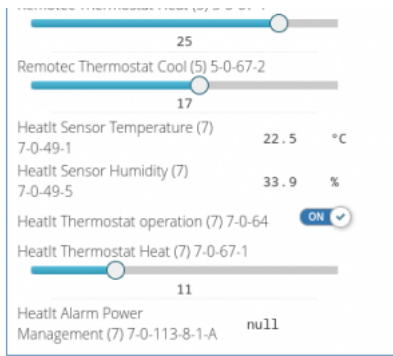 25
Remotec Thermostat Cool (5) 5-0-67-2
17
HeatIt Sensor Temperature (7)
7-0-49-1
22.5 °C
HeatIt Sensor Humidity (7)
7-0-49-5
33.9 %
HeatIt Thermostat operation (7) 7-0-64
ON
HeatIt Thermostat Heat (7) 7-0-67-1
11
HeatIt Alarm Power
Management (7) 7-0-113-8-1-A
null